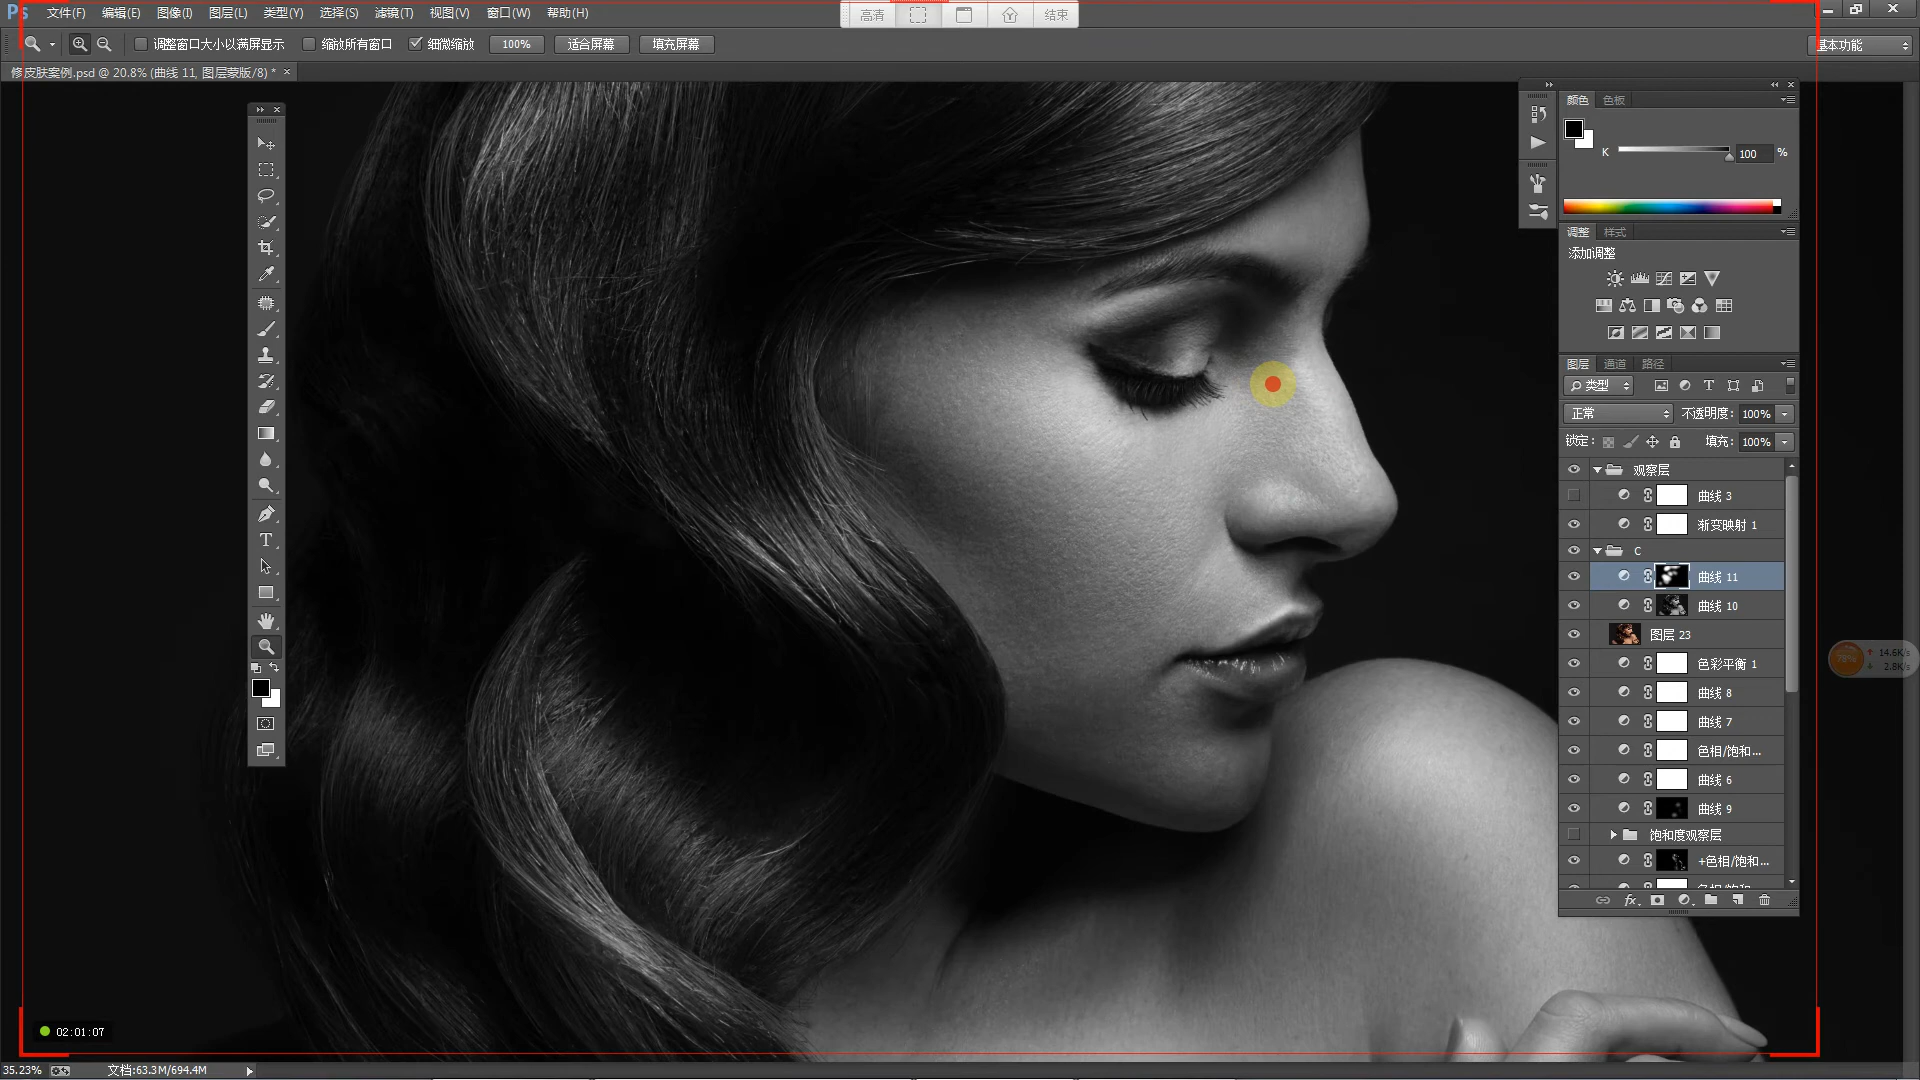 Ps 文件(F) 编辑(E) 图像(I) 图层(L) 类型(Y) 选择(S) 滤镜(T) 视图(V) 窗口(W) 帮助(H)
高清 结束
调整窗口大小以满屏显示 缩放所有窗口 细微缩放 100% 适合屏幕 填充屏幕 基本功能
修皮肤案例.psd @ 20.8% (曲线 11, 图层蒙版/8) * ×
颜色 色板
K 100 %
调整 样式
添加调整
图层 通道 路径
类型
正常 不透明度: 100%
锁定: 填充: 100%
观察层
曲线 3
渐变映射 1
C
曲线 11
曲线 10
图层 23
色彩平衡 1
曲线 8
曲线 7
色相/饱和...
曲线 6
曲线 9
饱和度观察层
+色相/饱和...
78% 14.6K/s
2.8K/s
02:01:07
35.23% 文档:63.3M/694.4M